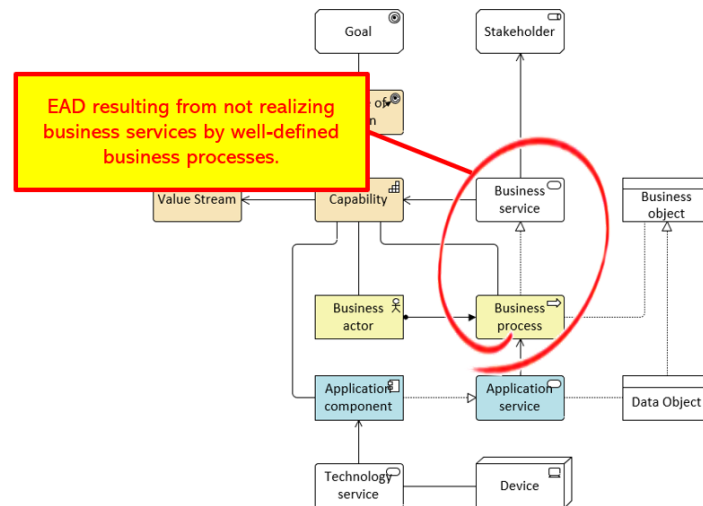 Goal
Stakeholder
EAD resulting from not realizing
business services by well-defined
business processes.
of
n
Value Stream
Capability
Business
service
Business
object
Business
actor
Business
process
Application
component
Application
service
Data Object
Technology
service
Device